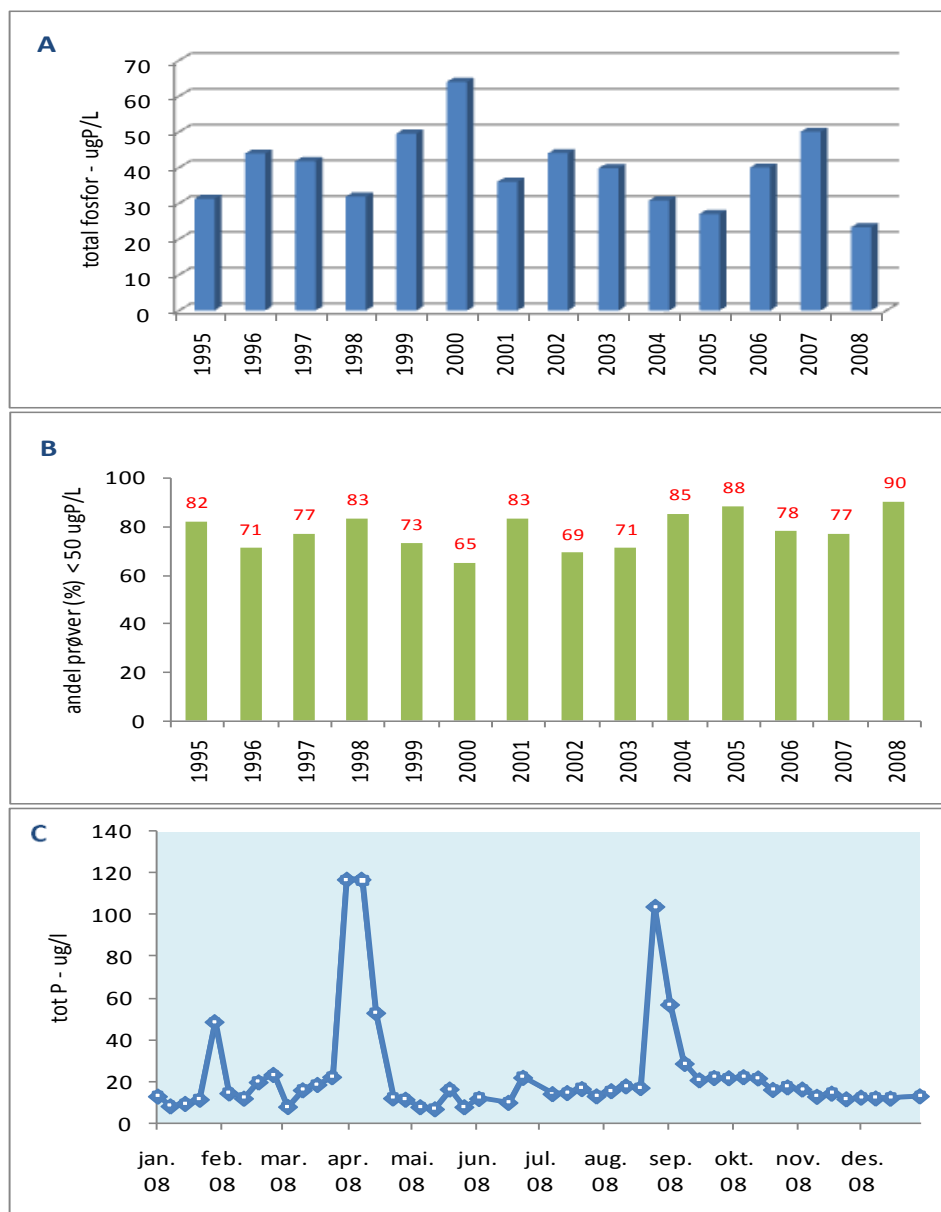 A
total fosfor - ugP/L
70
60
50
40
30
20
10
0
1995 1996 1997 1998 1999 2000 2001 2002 2003 2004 2005 2006 2007 2008
B
andel prøver (%) < 50 ugP/L
100
80
60
40
20
0
82 71 77 83 73 65 83 69 71 85 88 78 77 90
1995 1996 1997 1998 1999 2000 2001 2002 2003 2004 2005 2006 2007 2008
C
tot P - ug/l
140
120
100
80
60
40
20
0
jan. feb. mar. apr. mai. jun. jul. aug. sep. okt. nov. des.
08 08 08 08 08 08 08 08 08 08 08 08